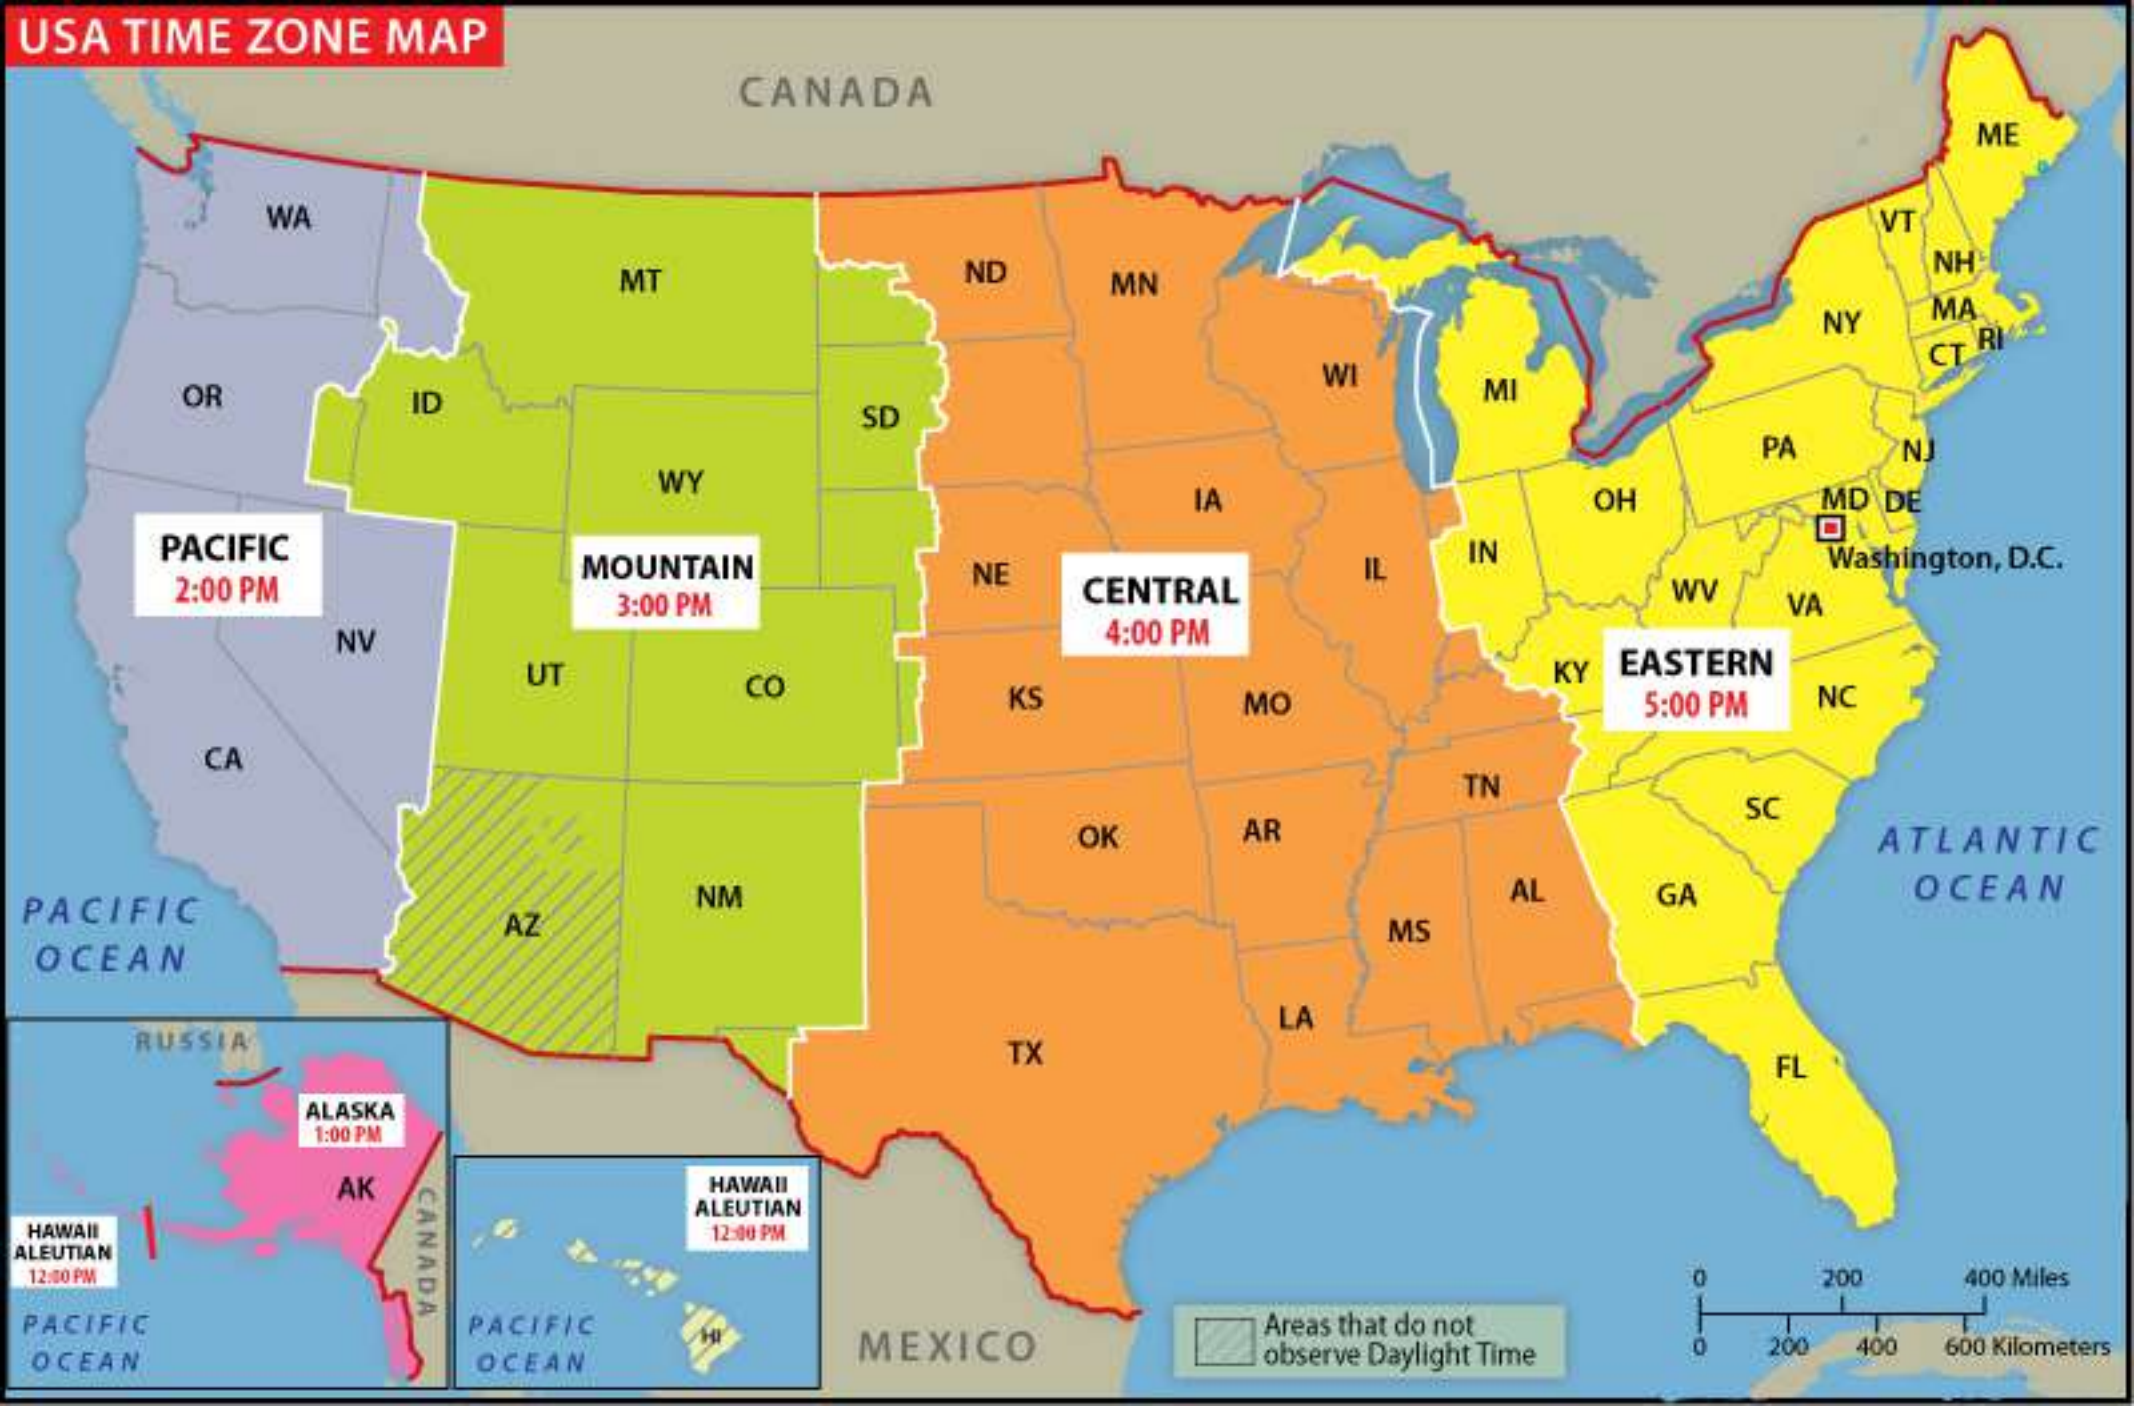 USA TIME ZONE MAP
CANADA
ME
WA
VT
MT
ND
MN
NH
MA
NY
RI
CT
WI
MI
OR
ID
SD
PA
NJ
WY
IA
OH
MD
DE
Washington, D.C.
PACIFIC
2:00 PM
MOUNTAIN
3:00 PM
CENTRAL
4:00 PM
EASTERN
5:00 PM
NE
IL
IN
WV
VA
NV
UT
CO
KS
MO
KY
NC
CA
TN
SC
OK
AR
AZ
NM
MS
AL
GA
ATLANTIC
OCEAN
PACIFIC
OCEAN
LA
TX
FL
RUSSIA
ALASKA
1:00 PM
AK
CANADA
HAWAII
ALEUTIAN
12:00 PM
PACIFIC
OCEAN
HAWAII
ALEUTIAN
12:00 PM
HI
PACIFIC
OCEAN
MEXICO
Areas that do not
observe Daylight Time
0 200 400 Miles
0 200 400 600 Kilometers